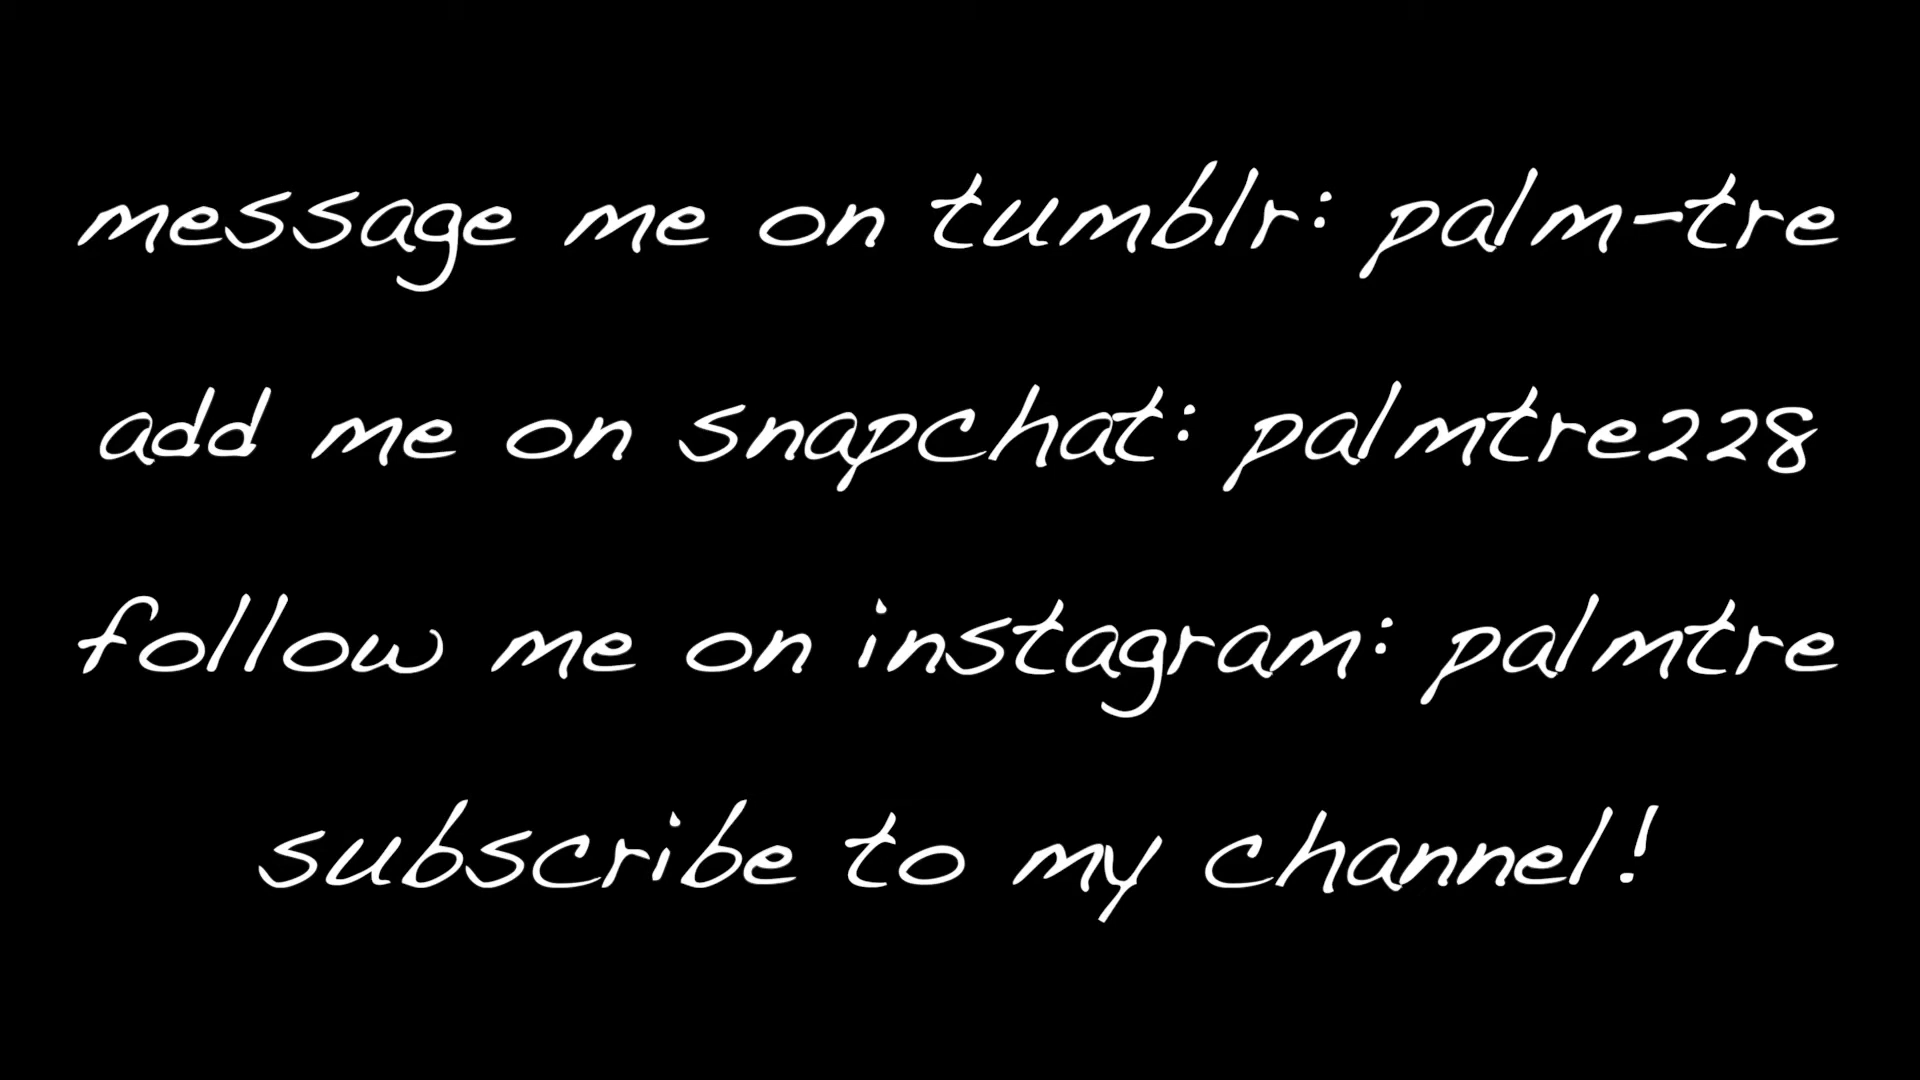 message me on tumblr: palm-tre
add me on snapchat: palmtre228
follow me on instagram: palmtre
subscribe to my channel!